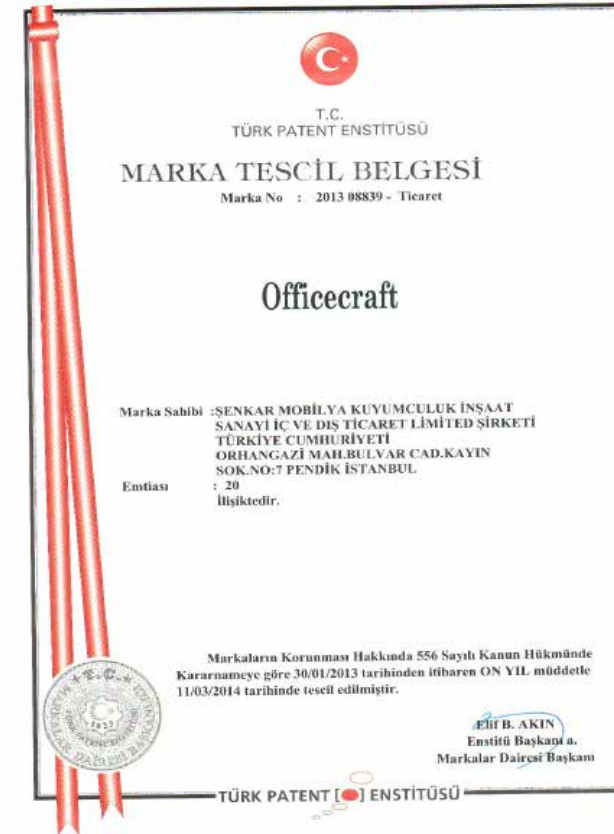 T.C.
TÜRK PATENT ENSTİTÜSÜ
MARKA TESCİL BELGESİ
Marka No : 2013 08839 - Ticaret
Officecraft
Marka Sahibi :ŞENKAR MOBİLYA KUYUMCULUK İNŞAAT
SANAYİ İÇ VE DIŞ TİCARET LİMİTED ŞİRKETİ
TÜRKİYE CUMHURİYETİ
ORHANGAZİ MAH.BULVAR CAD.KAYIN
SOK.NO:7 PENDİK İSTANBUL
Emtiası : 20
İlişiktedir.
Markaların Korunması Hakkında 556 Sayılı Kanun Hükmünde
Kararnameye göre 30/01/2013 tarihinden itibaren ON YIL müddetle
11/03/2014 tarihinde tescil edilmiştir.
Elif B. AKIN
Enstitü Başkanı a.
Markalar Dairesi Başkanı
T.C.
1923
TÜRK PATENT [ ] ENSTİTÜSÜ